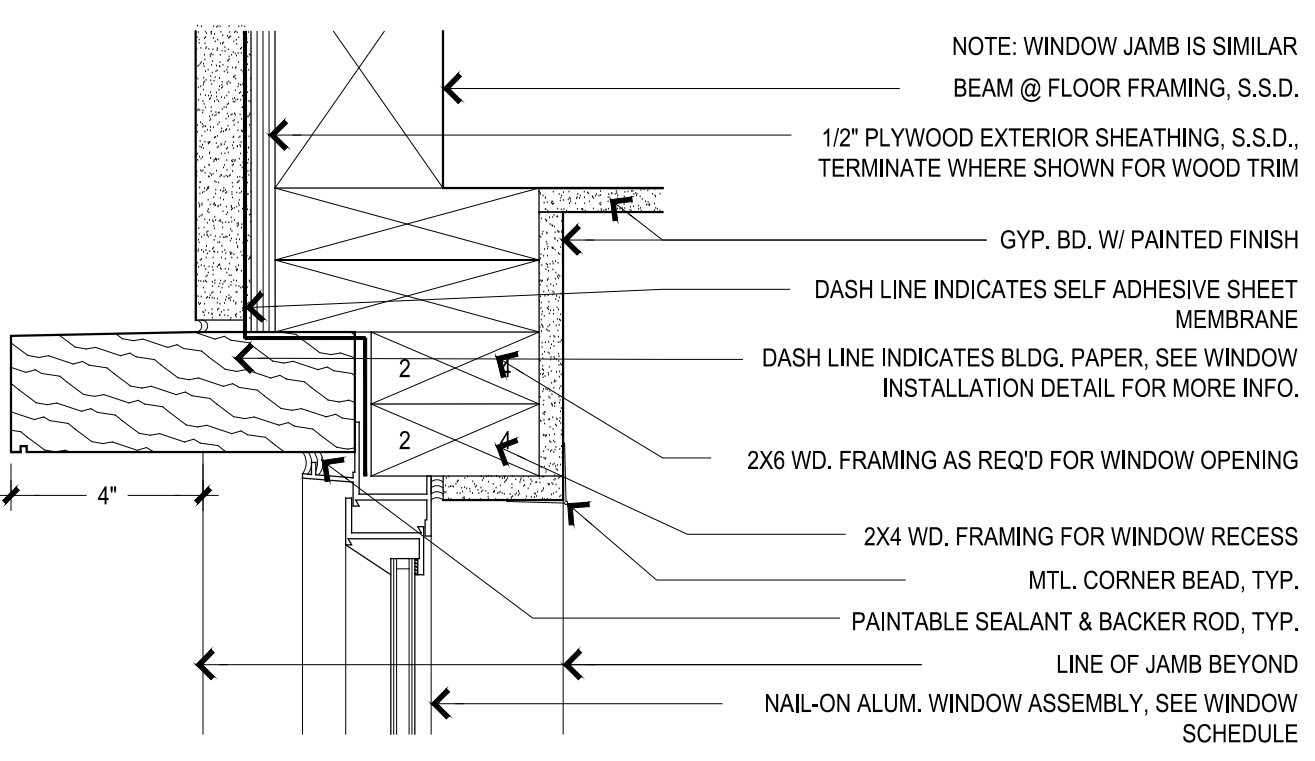 NOTE: WINDOW JAMB IS SIMILAR
BEAM @ FLOOR FRAMING, S.S.D.
1/2" PLYWOOD EXTERIOR SHEATHING, S.S.D.,
TERMINATE WHERE SHOWN FOR WOOD TRIM
GYP. BD. W/ PAINTED FINISH
DASH LINE INDICATES SELF ADHESIVE SHEET
MEMBRANE
DASH LINE INDICATES BLDG. PAPER, SEE WINDOW
INSTALLATION DETAIL FOR MORE INFO.
2 4
2 4
2X6 WD. FRAMING AS REQ'D FOR WINDOW OPENING
4"
2X4 WD. FRAMING FOR WINDOW RECESS
MTL. CORNER BEAD, TYP.
PAINTABLE SEALANT & BACKER ROD, TYP.
LINE OF JAMB BEYOND
NAIL-ON ALUM. WINDOW ASSEMBLY, SEE WINDOW
SCHEDULE